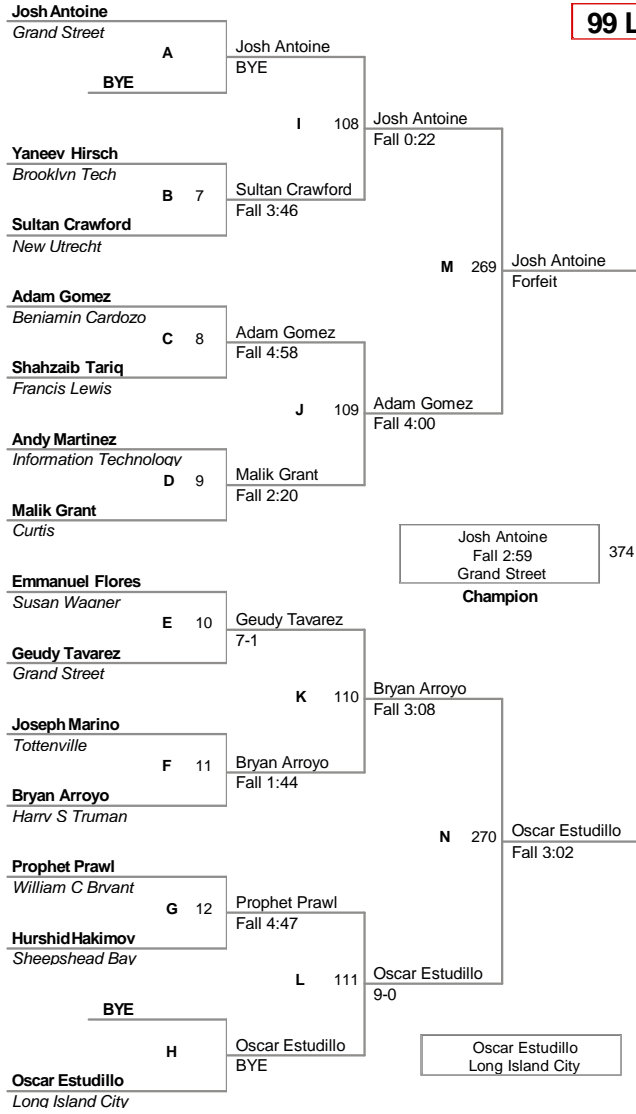 Josh Antoine
Grand Street
99 L
A
Josh Antoine
BYE
BYE
I 108
Josh Antoine
Fall 0:22
Yaneev Hirsch
Brooklyn Tech
B 7
Sultan Crawford
Fall 3:46
Sultan Crawford
New Utrecht
M 269
Josh Antoine
Forfeit
Adam Gomez
Benjamin Cardozo
C 8
Adam Gomez
Fall 4:58
Shahzaib Tariq
Francis Lewis
J 109
Adam Gomez
Fall 4:00
Andy Martinez
Information Technology
D 9
Malik Grant
Fall 2:20
Malik Grant
Curtis
Josh Antoine
Fall 2:59
Grand Street
374
Champion
Emmanuel Flores
Susan Wagner
E 10
Geudy Tavarez
7-1
Geudy Tavarez
Grand Street
K 110
Bryan Arroyo
Fall 3:08
Joseph Marino
Tottenville
F 11
Bryan Arroyo
Fall 1:44
Bryan Arroyo
Harry S Truman
N 270
Oscar Estudillo
Fall 3:02
Prophet Prawl
William C Bryant
G 12
Prophet Prawl
Fall 4:47
Hurshid Hakimov
Sheepshead Bay
L 111
Oscar Estudillo
9-0
BYE
H
Oscar Estudillo
BYE
Oscar Estudillo
Long Island City
Oscar Estudillo
Long Island City